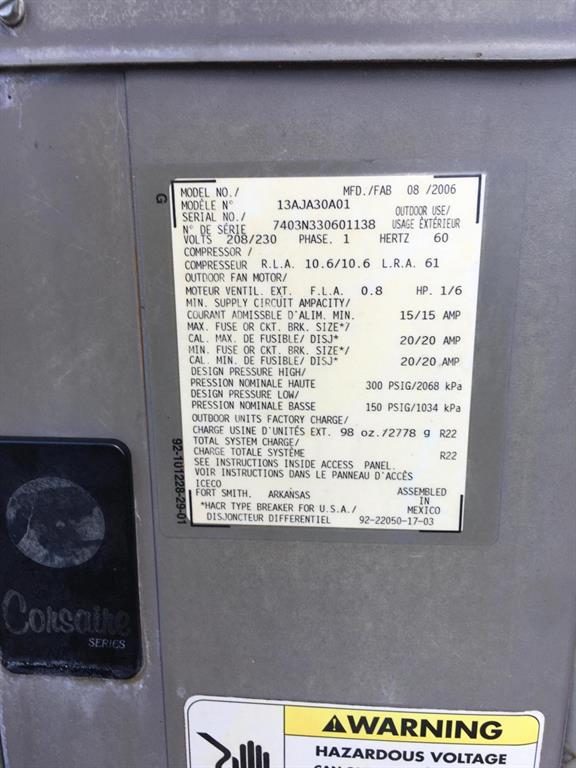 G
MODEL NO./ MFD./FAB 08 /2006
MODÈLE N° 13AJA30A01
SERIAL NO./ OUTDOOR USE/
N° DE SÉRIE 7403N330601138 USAGE EXTÉRIEUR
VOLTS 208/230 PHASE. 1 HERTZ 60
COMPRESSOR /
COMPRESSEUR R.L.A. 10.6/10.6 L.R.A. 61
OUTDOOR FAN MOTOR/
MOTEUR VENTIL. EXT. F.L.A. 0.8 HP. 1/6
MIN. SUPPLY CIRCUIT AMPACITY/
COURANT ADMISSBLE D'ALIM. MIN. 15/15 AMP
MAX. FUSE OR CKT. BRK. SIZE*/
CAL. MAX. DE FUSIBLE/ DISJ* 20/20 AMP
MIN. FUSE OR CKT. BRK. SIZE*/
CAL. MIN. DE FUSIBLE/ DISJ* 20/20 AMP
DESIGN PRESSURE HIGH/
PRESSION NOMINALE HAUTE 300 PSIG/2068 kPa
DESIGN PRESSURE LOW/
PRESSION NOMINALE BASSE 150 PSIG/1034 kPa
OUTDOOR UNITS FACTORY CHARGE/
CHARGE USINE D'UNITÉS EXT. 98 oz./2778 g R22
TOTAL SYSTEM CHARGE/
CHARGE TOTALE SYSTÈME R22
SEE INSTRUCTIONS INSIDE ACCESS PANEL.
VOIR INSTRUCTIONS DANS LE PANNEAU D'ACCÈS
ICECO
FORT SMITH, ARKANSAS ASSEMBLED
IN
*HACR TYPE BREAKER FOR U.S.A./ MEXICO
DISJONCTEUR DIFFERENTIEL 92-22050-17-03
92-101228-29-01
Corsaire
SERIES
WARNING
HAZARDOUS VOLTAGE